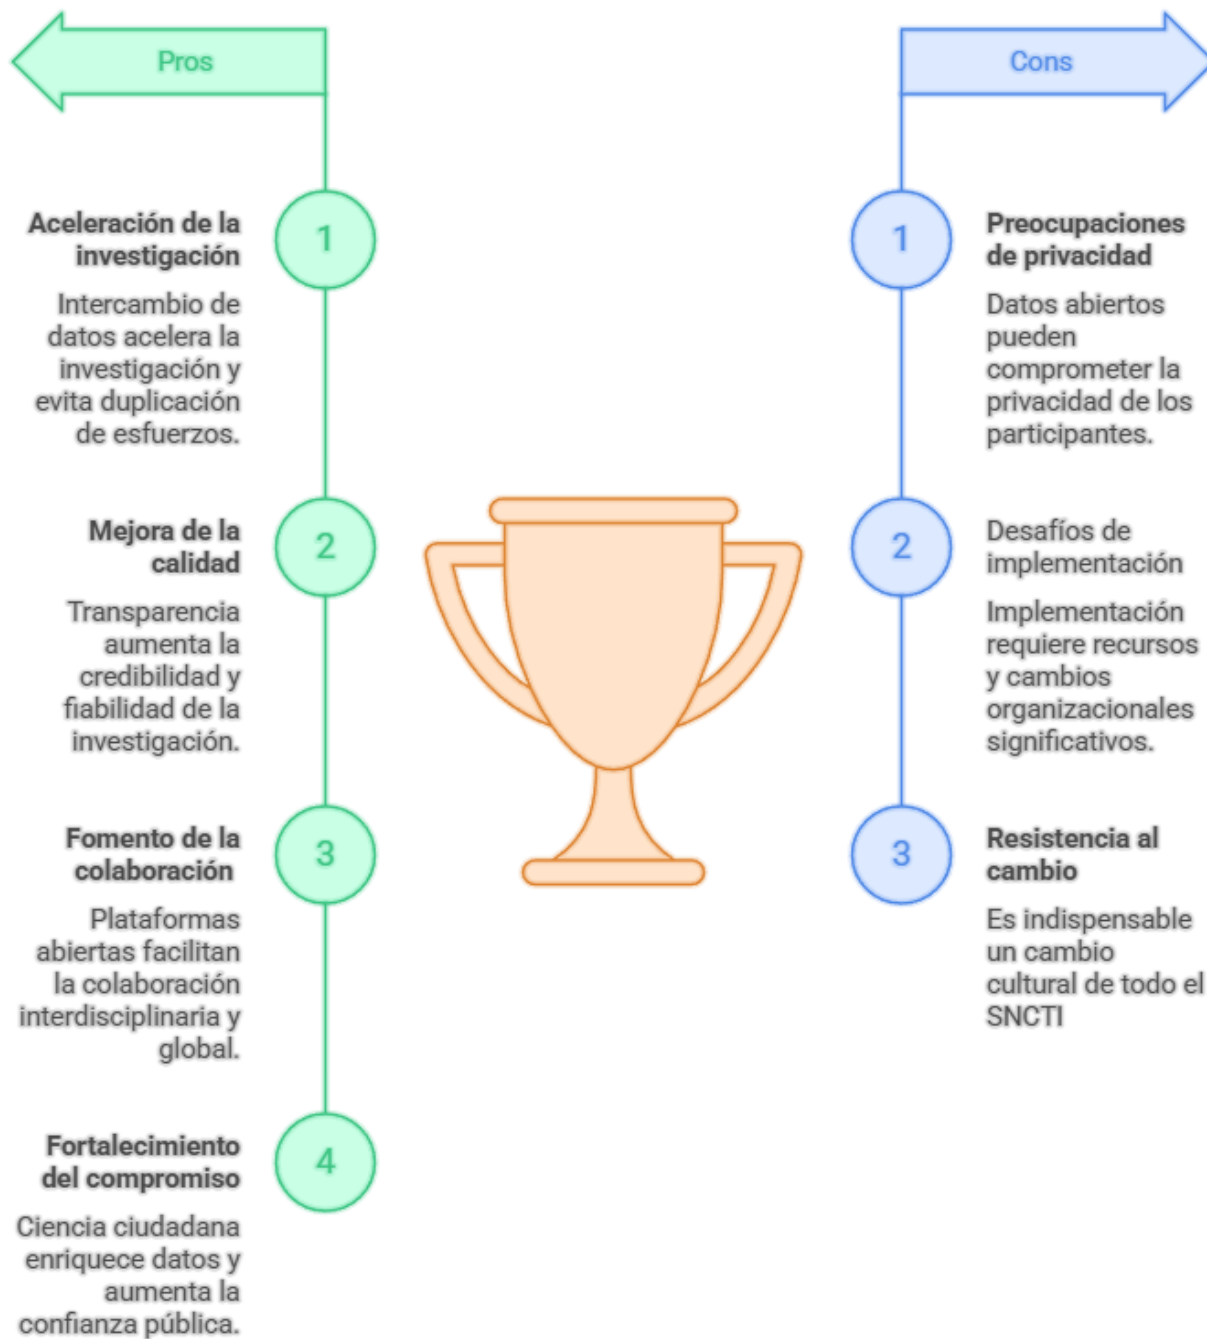 Pros
1
Aceleración de la
investigación
Intercambio de
datos acelera la
investigación y
evita duplicación
de esfuerzos.
2
Mejora de la
calidad
Transparencia
aumenta la
credibilidad y
fiabilidad de la
investigación.
3
Fomento de la
colaboración
Plataformas
abiertas facilitan
la colaboración
interdisciplinaria y
global.
4
Fortalecimiento
del compromiso
Ciencia ciudadana
enriquece datos y
aumenta la
confianza pública.
Cons
1
Preocupaciones
de privacidad
Datos abiertos
pueden
comprometer la
privacidad de los
participantes.
2
Desafíos de
implementación
Implementación
requiere recursos
y cambios
organizacionales
significativos.
3
Resistencia al
cambio
Es indispensable
un cambio
cultural de todo el
SNCTI